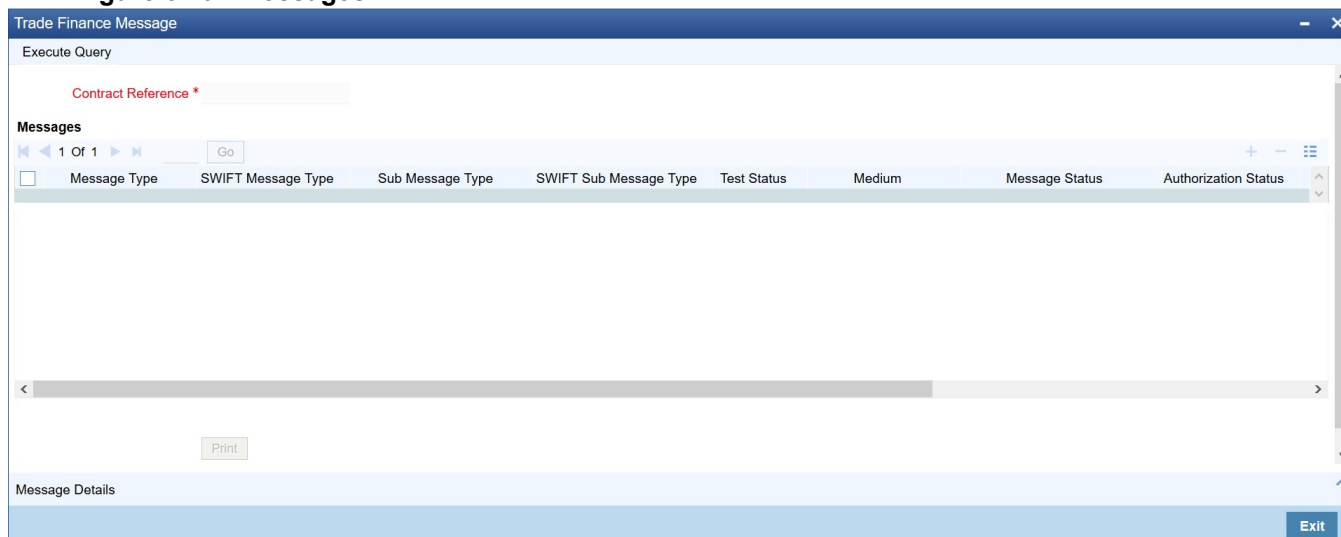 Trade Finance Message
Execute Query
Contract Reference *
Messages
1 Of 1 Go
Message Type SWIFT Message Type Sub Message Type SWIFT Sub Message Type Test Status Medium Message Status Authorization Status
Print
Message Details
Exit